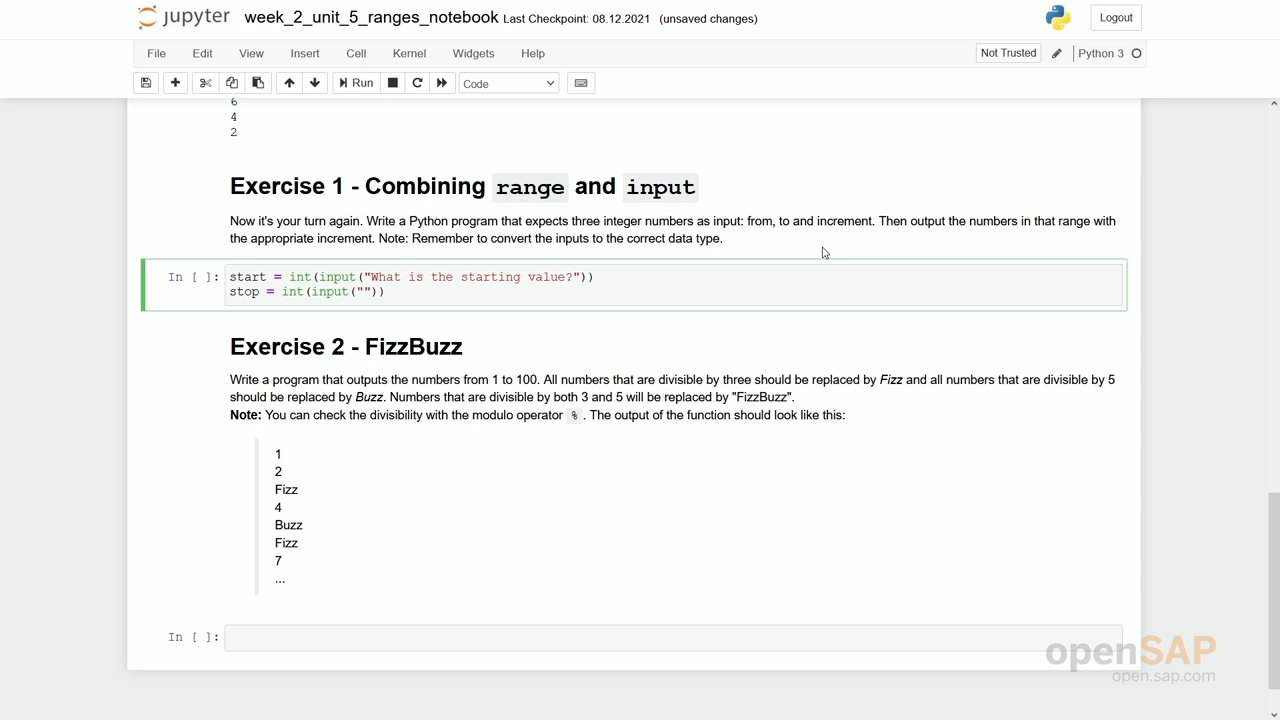 jupyter week_2_unit_5_ranges_notebook Last Checkpoint: 08.12.2021 (unsaved changes) Logout
File Edit View Insert Cell Kernel Widgets Help Not Trusted Python 3
Run Code
6
4
2
Exercise 1 - Combining range and input
Now it's your turn again. Write a Python program that expects three integer numbers as input: from, to and increment. Then output the numbers in that range with
the appropriate increment. Note: Remember to convert the inputs to the correct data type.
In [ ]: start = int(input("What is the starting value?"))
stop = int(input(""))
Exercise 2 - FizzBuzz
Write a program that outputs the numbers from 1 to 100. All numbers that are divisible by three should be replaced by Fizz and all numbers that are divisible by 5
should be replaced by Buzz. Numbers that are divisible by both 3 and 5 will be replaced by "FizzBuzz".
Note: You can check the divisibility with the modulo operator % . The output of the function should look like this:
1
2
Fizz
4
Buzz
Fizz
7
...
In [ ]:
openSAP
open.sap.com